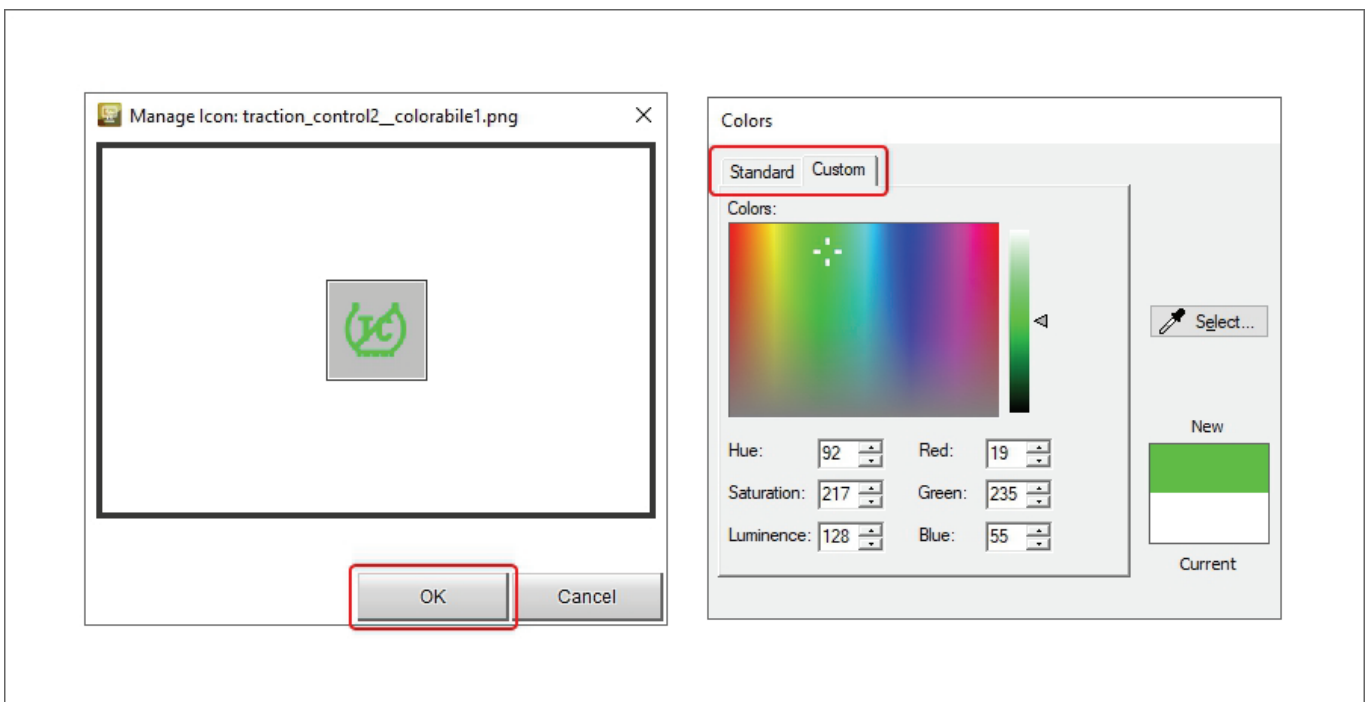 Manage Icon: traction_control2__colorabile1.png
TC
OK
Cancel
Colors
Standard Custom
Colors:
Select...
Hue: 92 Red: 19
Saturation: 217 Green: 235
Luminence: 128 Blue: 55
New
Current